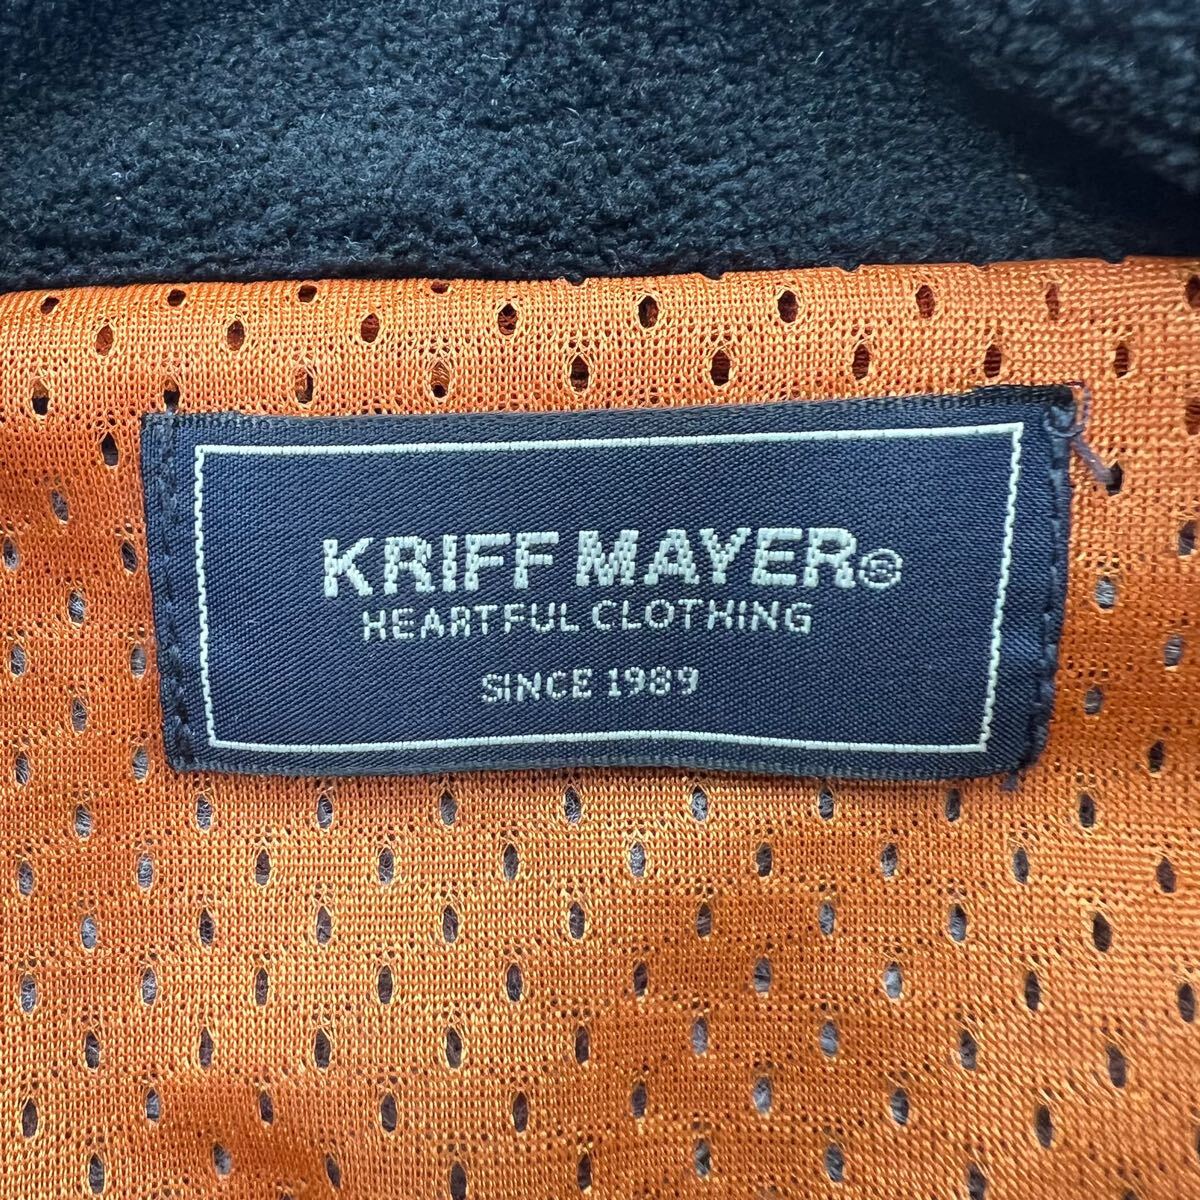 KRIFF MAYER®
HEARTFUL CLOTHING
SINCE 1989